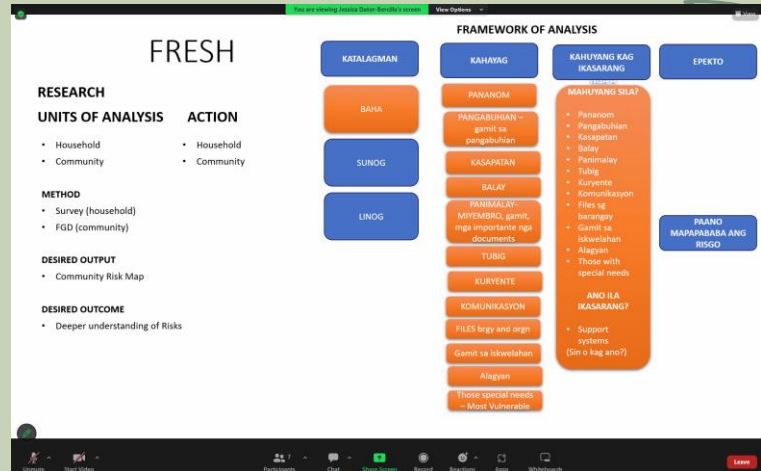 You are viewing Jessica Dator-Bercilla's screen
View Options
View
FRESH
RESEARCH
UNITS OF ANALYSIS
ACTION
• Household
• Community
• Household
• Community
METHOD
• Survey (household)
• FGD (community)
DESIRED OUTPUT
• Community Risk Map
DESIRED OUTCOME
• Deeper understanding of Risks
FRAMEWORK OF ANALYSIS
KATALAGMAN
BAHA
SUNOG
LINOG
KAHAYAG
PANANOM
PANGABUHIAN –
gamit sa
pangabuhian
KASAPATAN
BALAY
PANIMALAY-
MIYEMBRO, gamit,
mga importante nga
documents
TUBIG
KURYENTE
KOMUNIKASYON
FILES brgy and orgn
Gamit sa iskwelahan
Alagyan
Those special needs
– Most Vulnerable
KAHUYANG KAG
IKASARANG
MAHUYANG SILA?
• Pananom
• Pangabuhian
• Kasapatan
• Balay
• Panimalay
• Tubig
• Kuryente
• Komunikasyon
• Files sg
barangay
• Gamit sa
iskwelahan
• Alagyan
• Those with
special needs
ANO ILA
IKASARANG?
• Support
systems
(Sin o kag ano?)
EPEKTO
PAANO
MAPAPABABA ANG
RISGO
Unmute
Start Video
Participants
7
Chat
Share Screen
Record
Reactions
Apps
Whiteboards
Leave